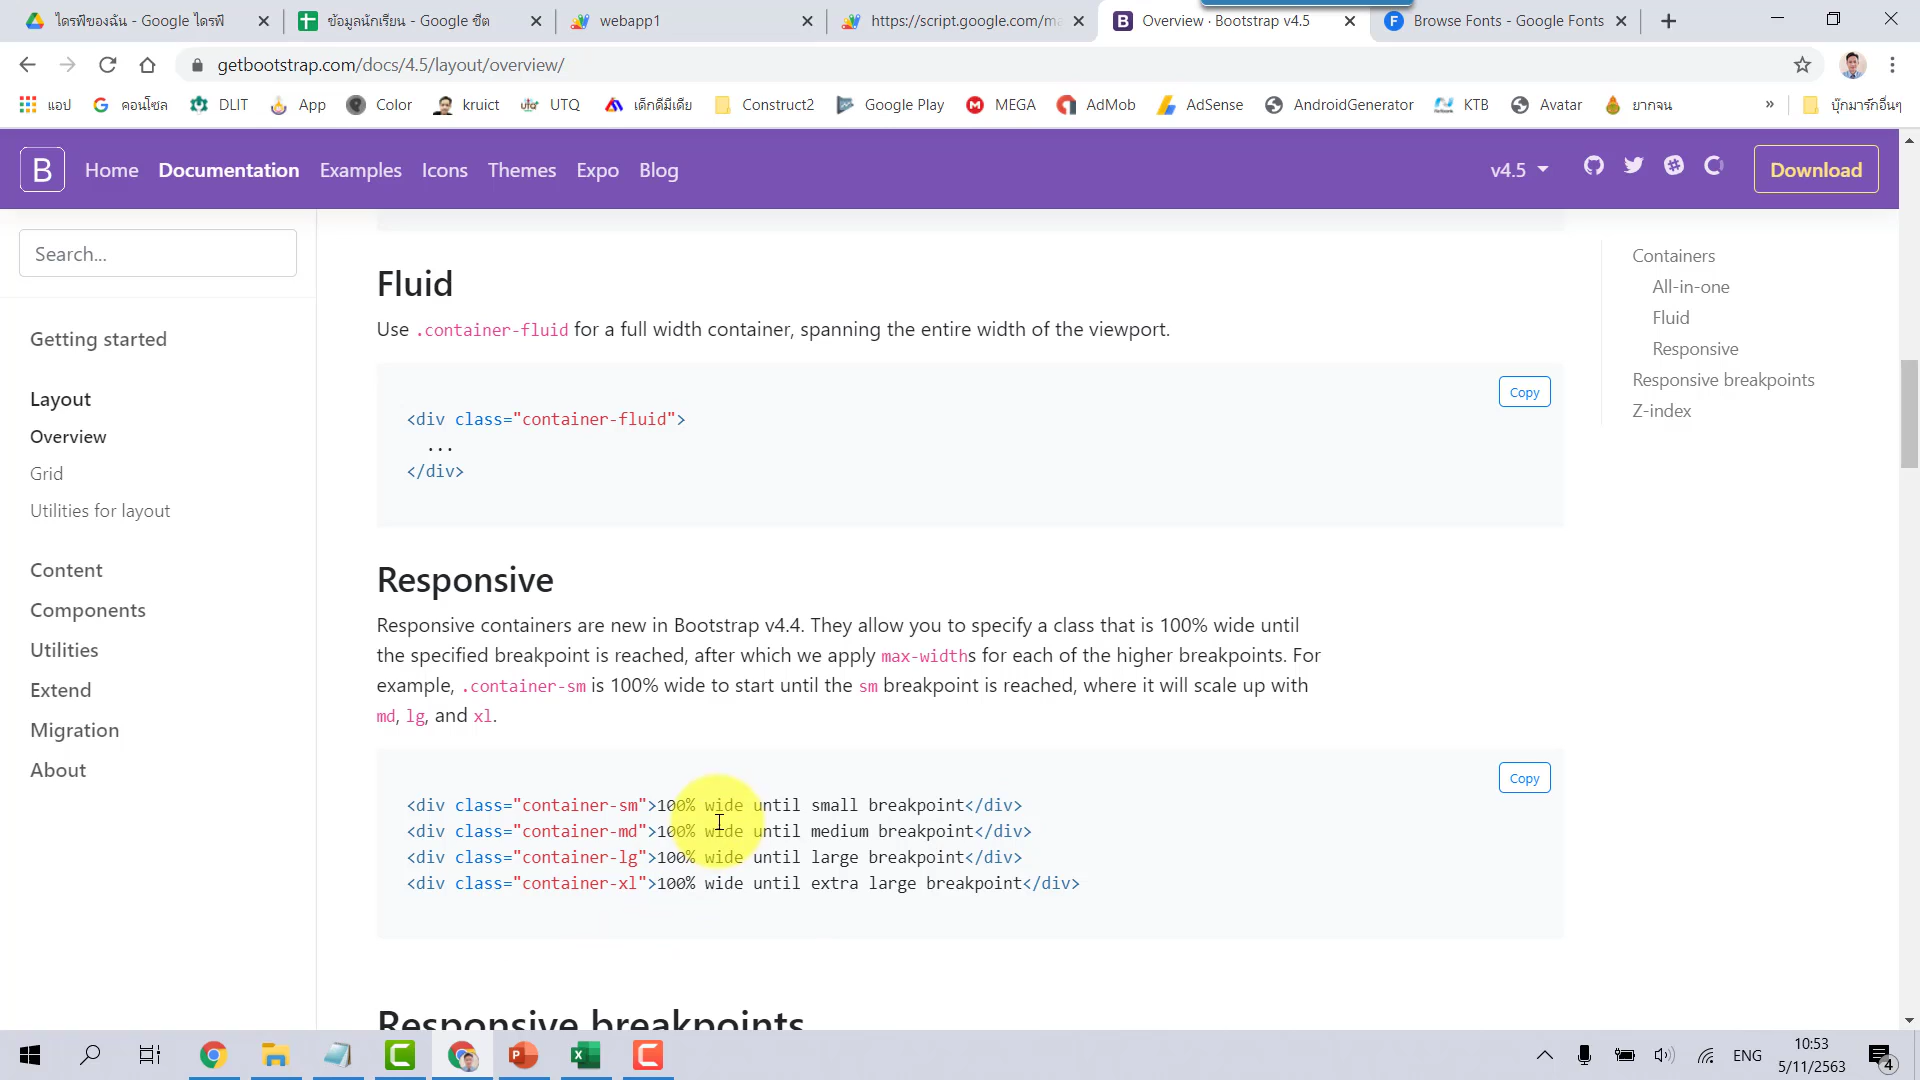 ไดรฟ์ของฉัน - Google ไดรฟ์
ข้อมูลนักเรียน - Google ชีต
webapp1
https://script.google.com/ma
Overview · Bootstrap v4.5
Browse Fonts - Google Fonts
getbootstrap.com/docs/4.5/layout/overview/
แอป
คอนโซล
DLIT
App
Color
kruict
UTQ
เด็กดีมีเดีย
Construct2
Google Play
MEGA
AdMob
AdSense
AndroidGenerator
KTB
Avatar
ยากจน
»
บุ๊กมาร์กอื่นๆ
B
Home
Documentation
Examples
Icons
Themes
Expo
Blog
v4.5
Download
Search...
Getting started
Layout
Overview
Grid
Utilities for layout
Content
Components
Utilities
Extend
Migration
About
Fluid
Use .container-fluid for a full width container, spanning the entire width of the viewport.
Copy
<div class="container-fluid">
...
</div>
Responsive
Responsive containers are new in Bootstrap v4.4. They allow you to specify a class that is 100% wide until
the specified breakpoint is reached, after which we apply max-widths for each of the higher breakpoints. For
example, .container-sm is 100% wide to start until the sm breakpoint is reached, where it will scale up with
md, lg, and xl.
Copy
<div class="container-sm">100% wide until small breakpoint</div>
<div class="container-md">100% wide until medium breakpoint</div>
<div class="container-lg">100% wide until large breakpoint</div>
<div class="container-xl">100% wide until extra large breakpoint</div>
Responsive breakpoints
Containers
All-in-one
Fluid
Responsive
Responsive breakpoints
Z-index
ENG
10:53
5/11/2563
4